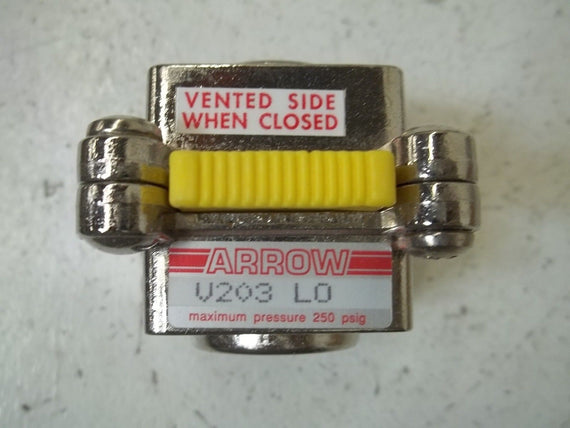 VENTED SIDE
WHEN CLOSED
ARROW
V203 LO
maximum pressure 250 psig